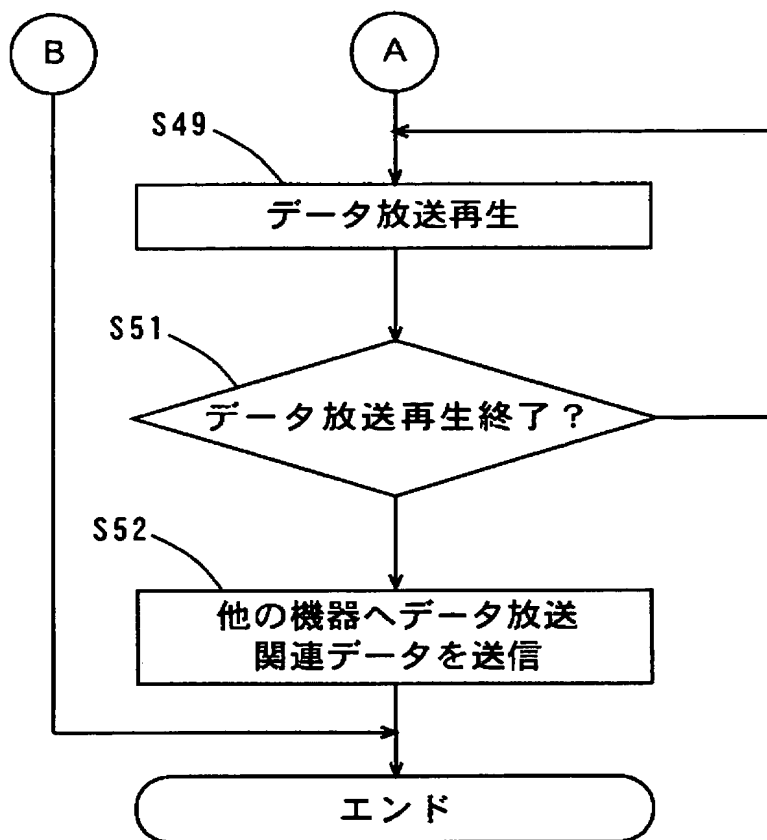 B
A
S49
データ放送再生
S51
データ放送再生終了？
S52
他の機器へデータ放送
関連データを送信
エンド